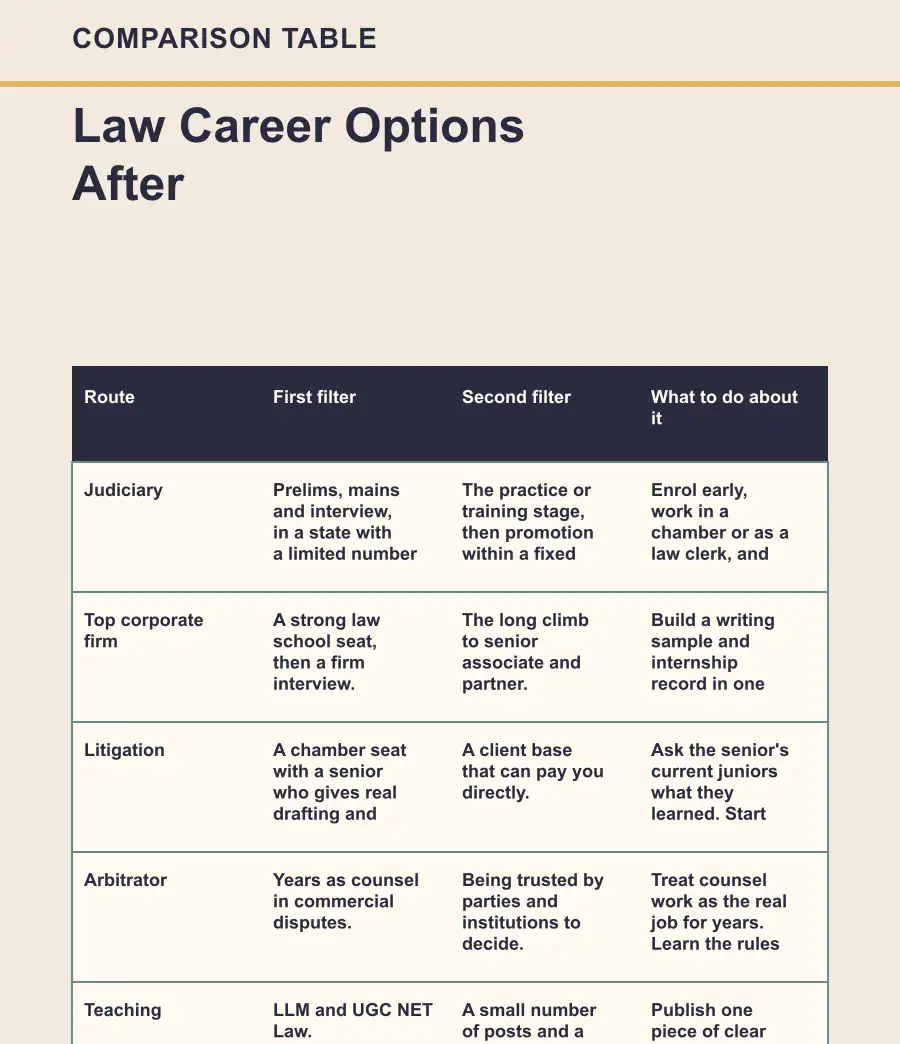 COMPARISON TABLE
Law Career Options
After
Route
First filter
Second filter
What to do about
it
Judiciary
Prelims, mains
and interview,
in a state with
a limited number
The practice or
training stage,
then promotion
within a fixed
Enrol early,
work in a
chamber or as a
law clerk, and
Top corporate
firm
A strong law
school seat,
then a firm
interview.
The long climb
to senior
associate and
partner.
Build a writing
sample and
internship
record in one
Litigation
A chamber seat
with a senior
who gives real
drafting and
A client base
that can pay you
directly.
Ask the senior's
current juniors
what they
learned. Start
Arbitrator
Years as counsel
in commercial
disputes.
Being trusted by
parties and
institutions to
decide.
Treat counsel
work as the real
job for years.
Learn the rules
Teaching
LLM and UGC NET
Law.
A small number
of posts and a
Publish one
piece of clear